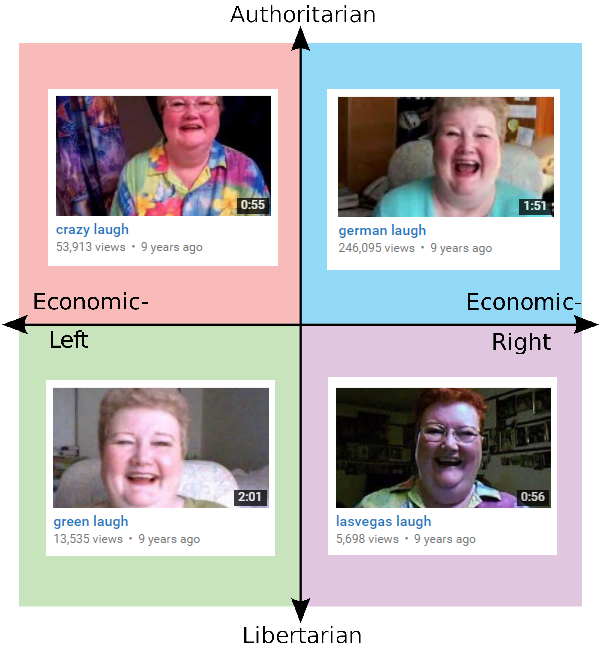 Authoritarian
0:55
crazy laugh
53,913 views • 9 years ago
1:51
german laugh
246,095 views • 9 years ago
Economic-
Left
Economic-
Right
2:01
green laugh
13,535 views • 9 years ago
0:56
lasvegas laugh
5,698 views • 9 years ago
Libertarian